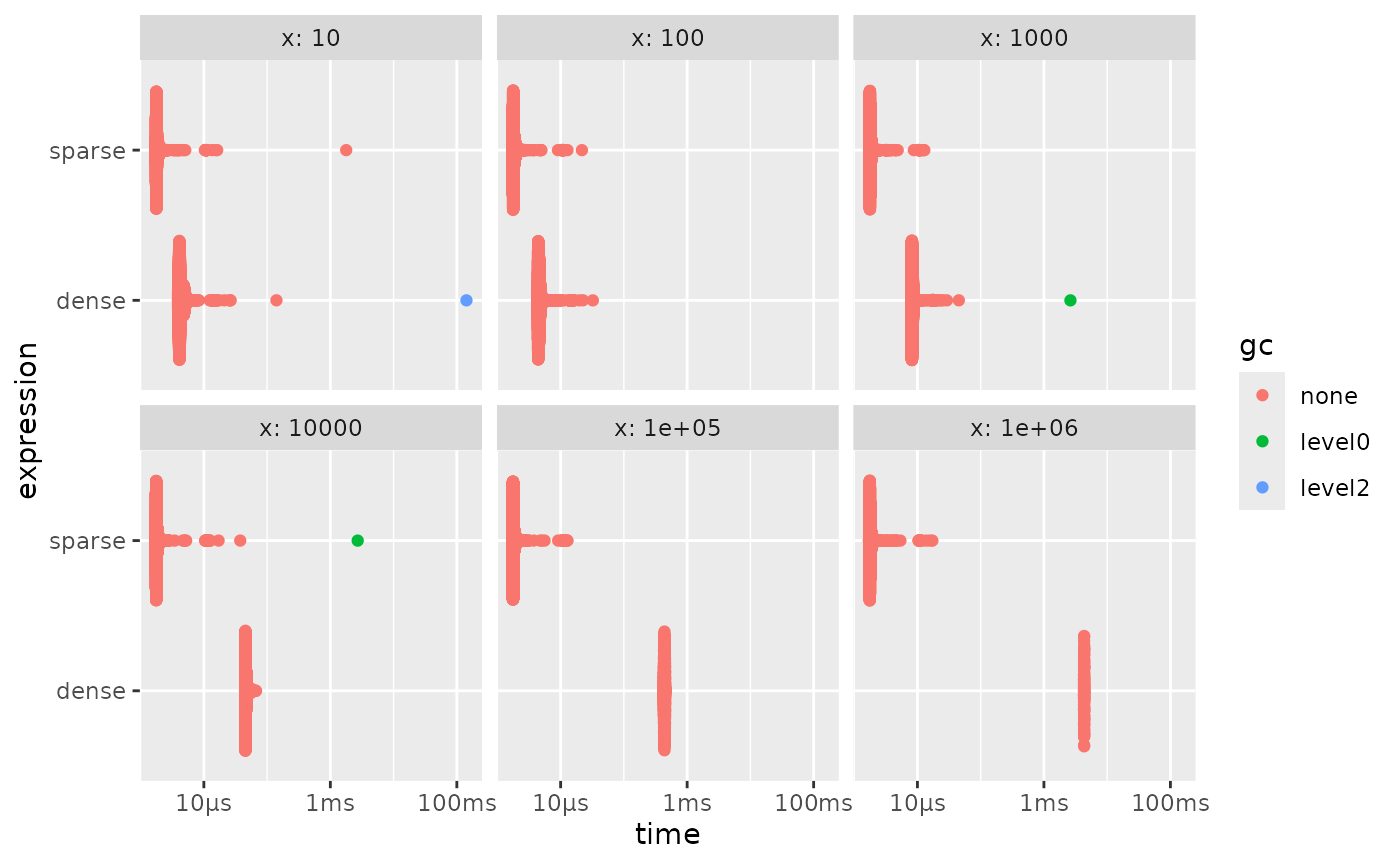 x: 10
x: 100
x: 1000
sparse
dense
x: 10000
x: 1e+05
x: 1e+06
sparse
dense
10µs
1ms
100ms
10µs
1ms
100ms
10µs
1ms
100ms
time
expression
gc
none
level0
level2